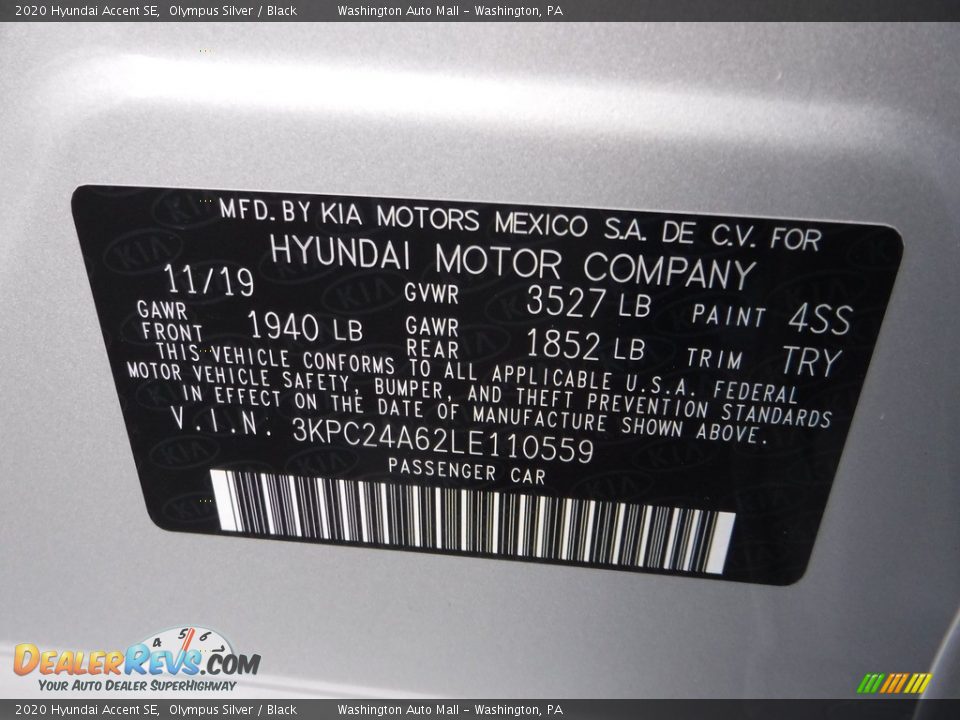 2020 Hyundai Accent SE, Olympus Silver / Black Washington Auto Mall - Washington, PA
MFD. BY KIA MOTORS MEXICO S.A. DE C.V. FOR
HYUNDAI MOTOR COMPANY
11/19 GVWR 3527 LB PAINT 4SS
GAWR FRONT 1940 LB GAWR REAR 1852 LB TRIM TRY
THIS VEHICLE CONFORMS TO ALL APPLICABLE U.S.A. FEDERAL
MOTOR VEHICLE SAFETY, BUMPER, AND THEFT PREVENTION STANDARDS
IN EFFECT ON THE DATE OF MANUFACTURE SHOWN ABOVE.
V.I.N. 3KPC24A62LE110559
PASSENGER CAR
4 5 6
DEALERREVS.COM
YOUR AUTO DEALER SUPERHIGHWAY
2020 Hyundai Accent SE, Olympus Silver / Black Washington Auto Mall - Washington, PA